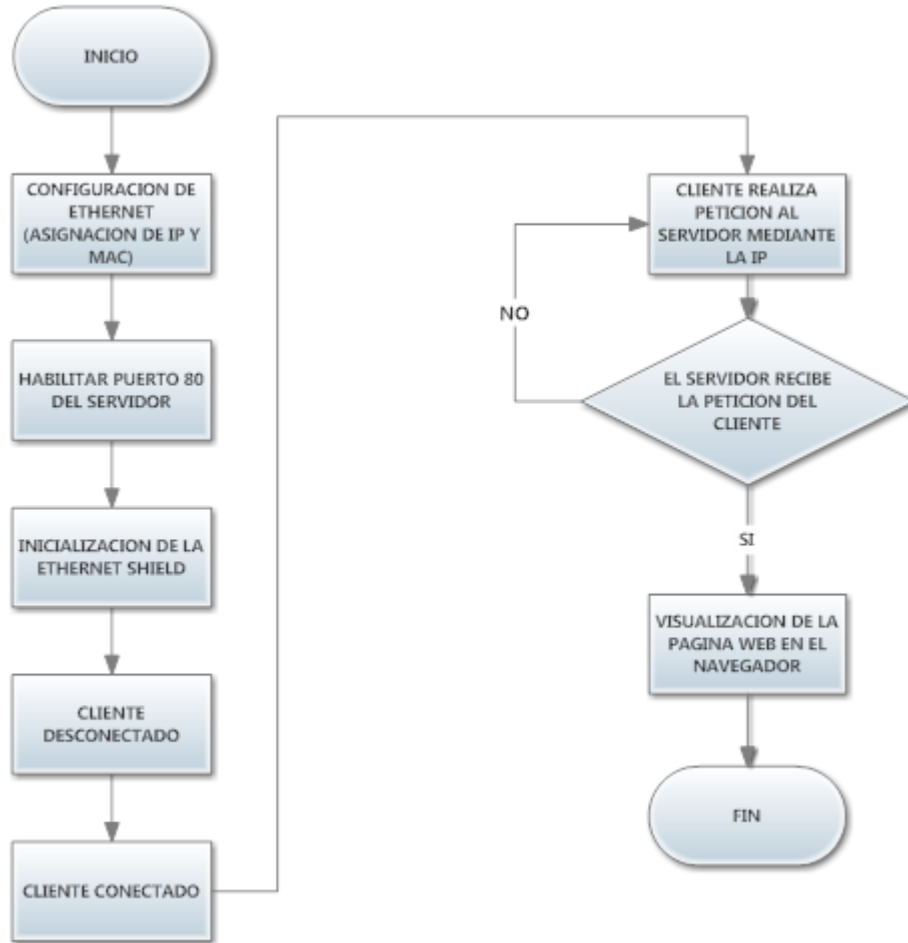 INICIO
CONFIGURACION DE
ETHERNET
(ASIGNACION DE IP Y
MAC)
HABILITAR PUERTO 80
DEL SERVIDOR
INICIALIZACION DE LA
ETHERNET SHIELD
CLIENTE
DESCONECTADO
CLIENTE CONECTADO
CLIENTE REALIZA
PETICION AL
SERVIDOR MEDIANTE
LA IP
NO
EL SERVIDOR RECIBE
LA PETICION DEL
CLIENTE
SI
VISUALIZACION DE LA
PAGINA WEB EN EL
NAVEGADOR
FIN